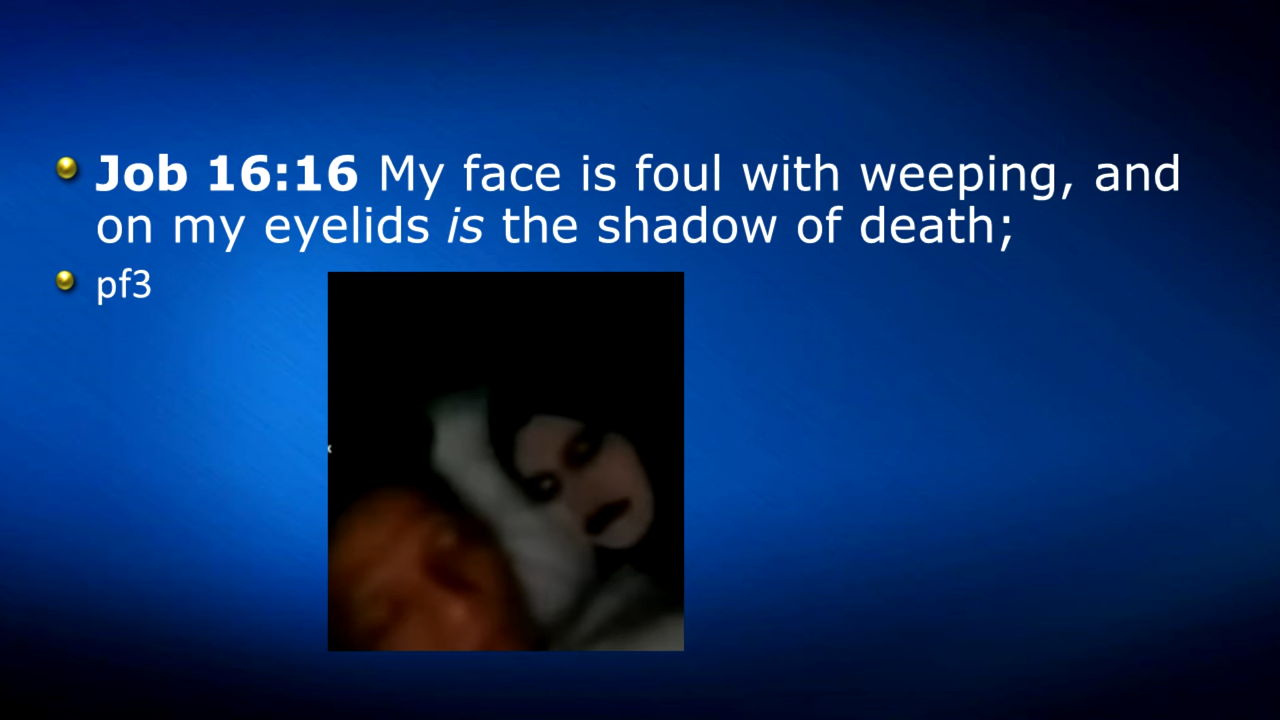 Job 16:16 My face is foul with weeping, and
on my eyelids is the shadow of death;
pf3